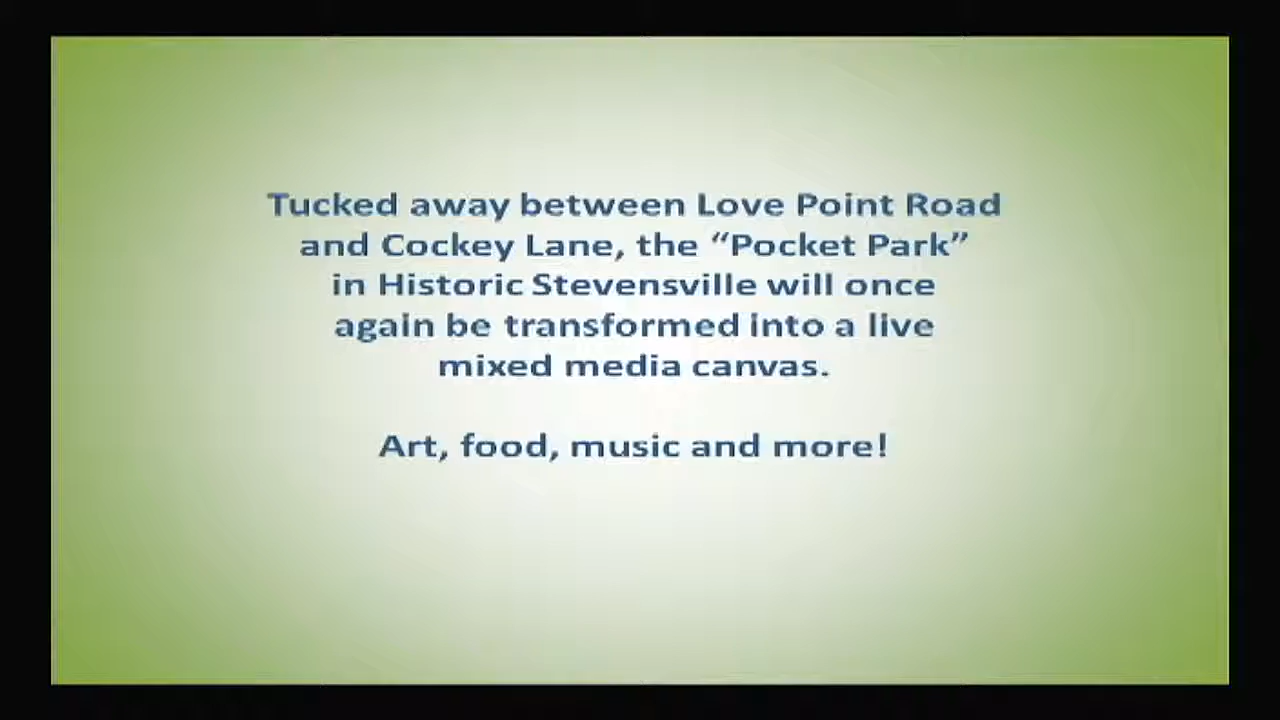 Tucked away between Love Point Road
and Cockey Lane, the “Pocket Park”
in Historic Stevensville will once
again be transformed into a live
mixed media canvas.
Art, food, music and more!